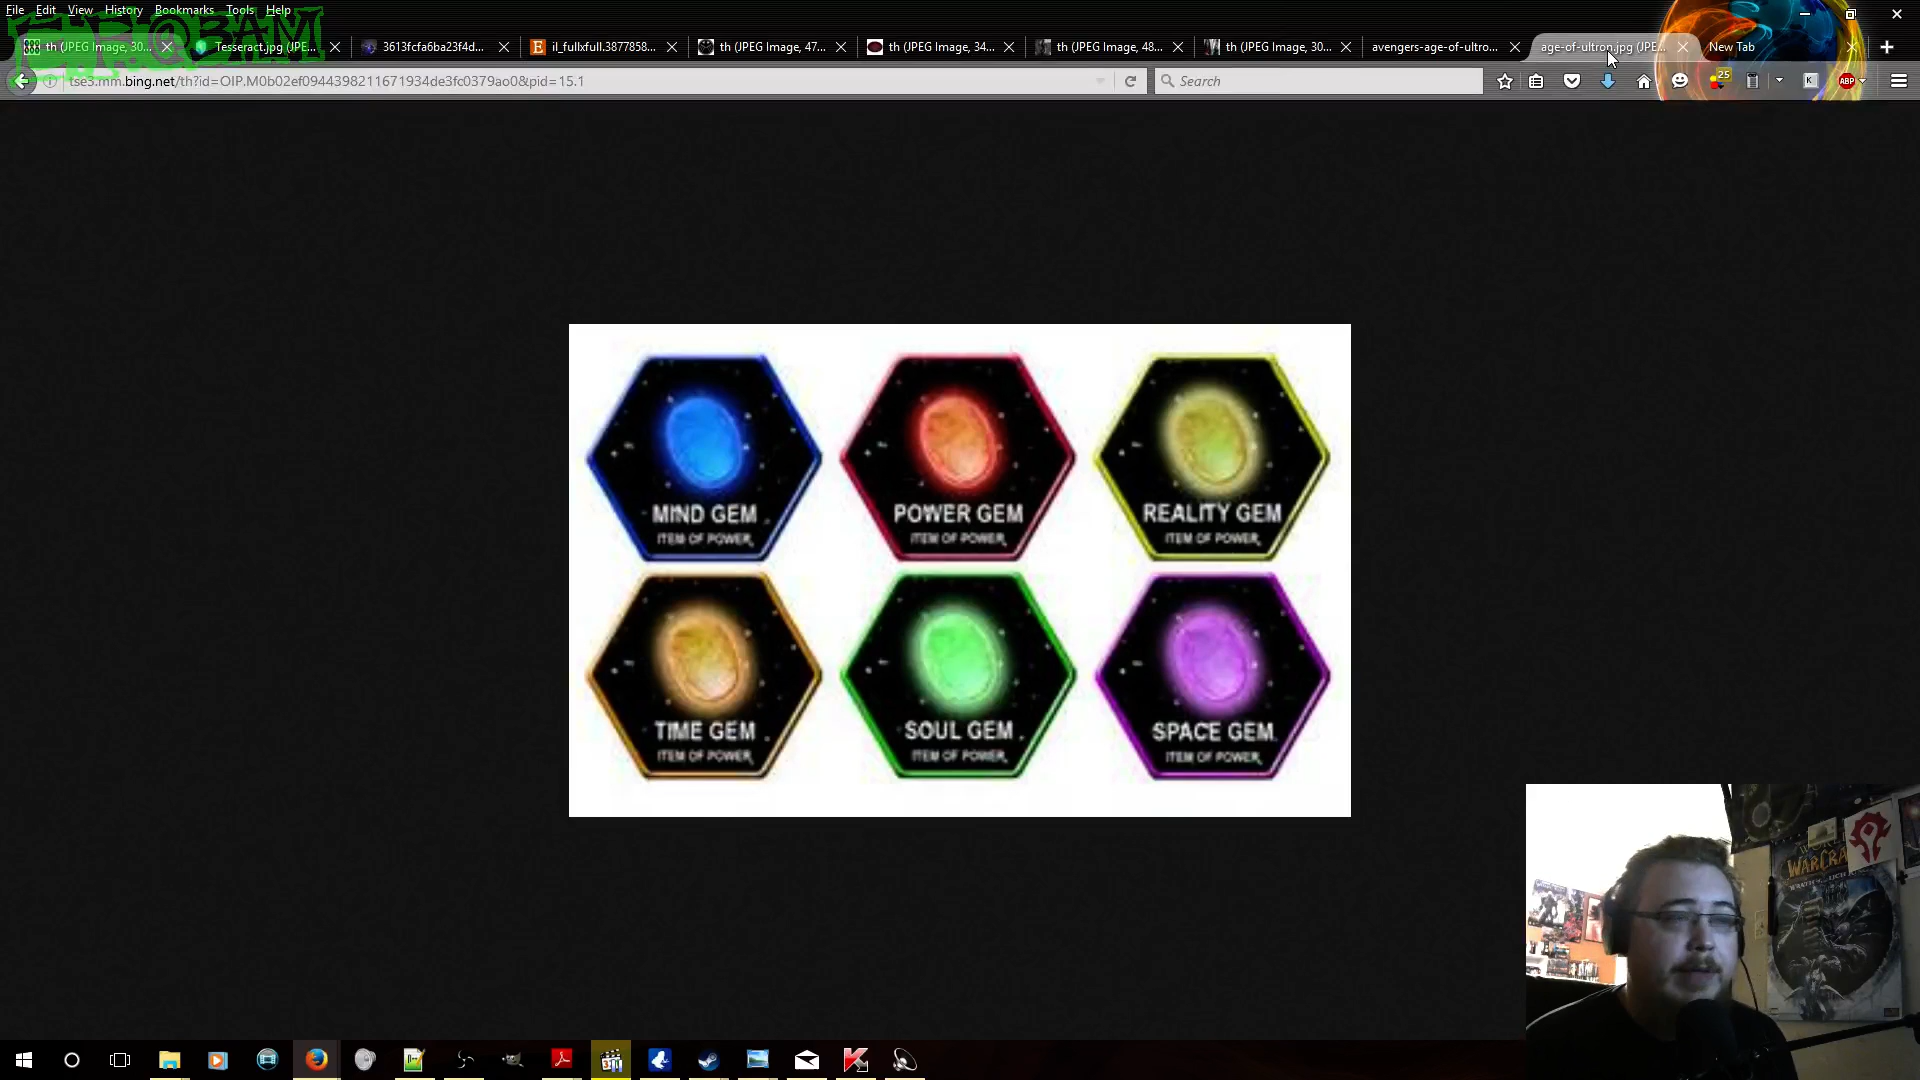 File Edit View History Bookmarks Tools Help
th (JPEG Image, 30... Tesseract.jpg (JPE... 3613fcfa6ba23f4d... il_fullxfull.3877858... th (JPEG Image, 47... th (JPEG Image, 34... th (JPEG Image, 48... th (JPEG Image, 30... avengers-age-of-ultro... age-of-ultron.jpg (JPE... New Tab
tse3.mm.bing.net/th?id=OIP.M0b02ef0944398211671934de3fc0379ao0&pid=15.1 Search 25 ABP
MIND GEM POWER GEM REALITY GEM
ITEM OF POWER ITEM OF POWER ITEM OF POWER
TIME GEM SOUL GEM SPACE GEM
ITEM OF POWER ITEM OF POWER ITEM OF POWER
WARCRAFT